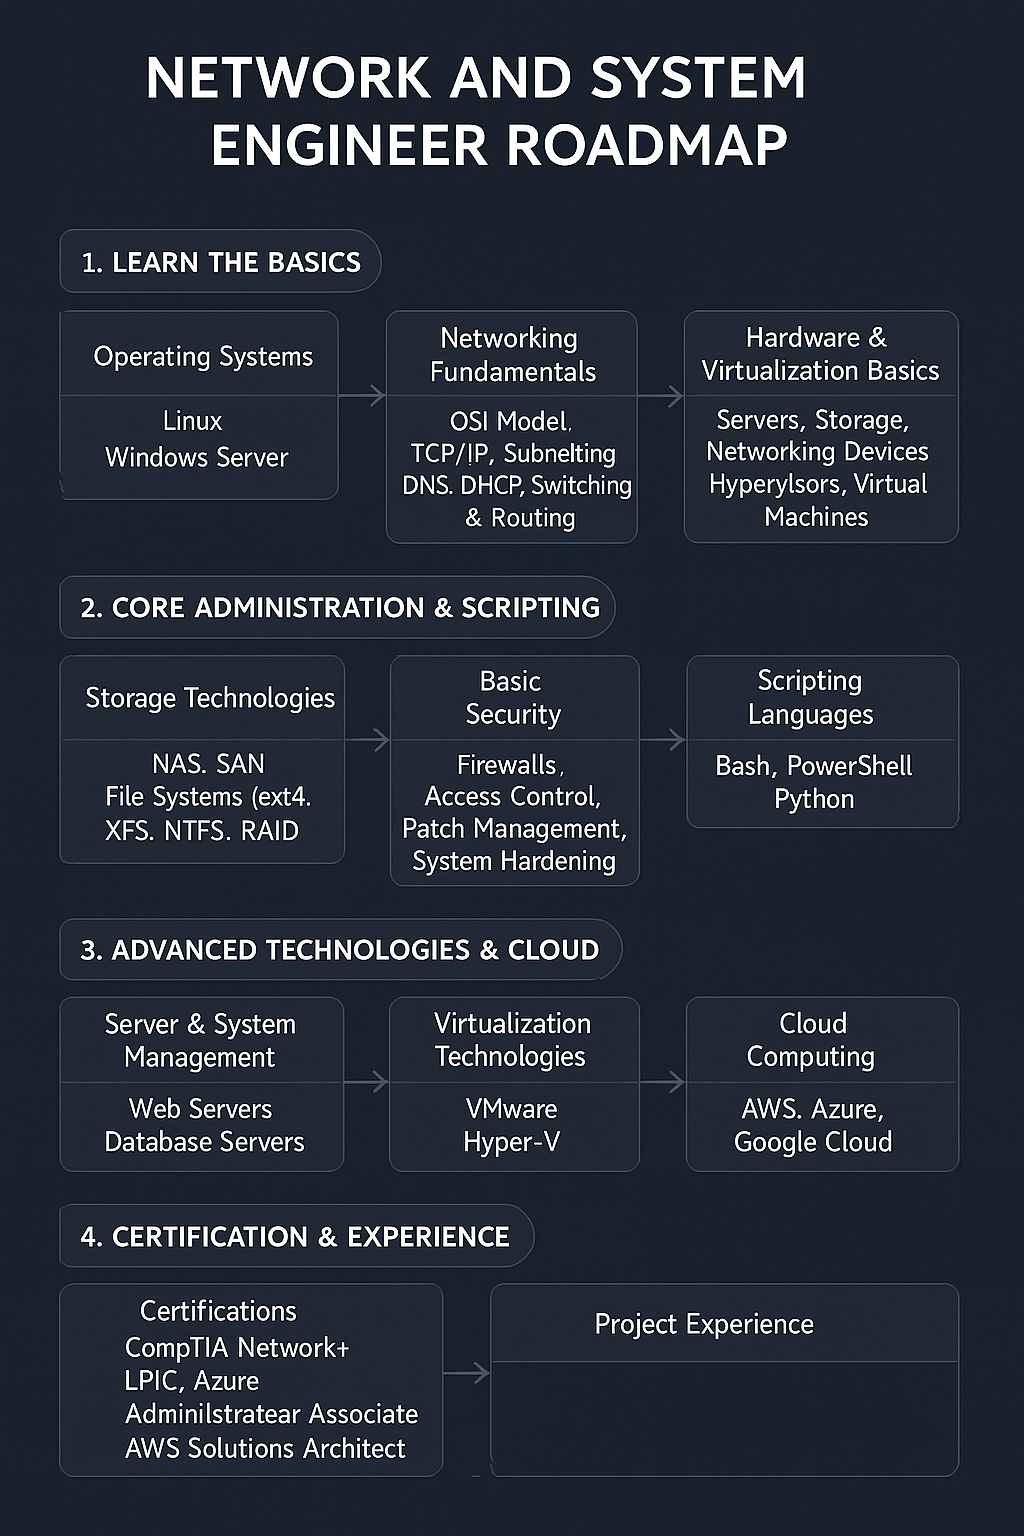 NETWORK AND SYSTEM
ENGINEER ROADMAP
1. LEARN THE BASICS
Operating Systems
Linux
Windows Server
Networking
Fundamentals
OSI Model,
TCP/IP, Subnelting
DNS. DHCP, Switching
& Routing
Hardware &
Virtualization Basics
Servers, Storage,
Networking Devices
Hyperylsors, Virtual
Machines
2. CORE ADMINISTRATION & SCRIPTING
Storage Technologies
NAS. SAN
File Systems (ext4.
XFS. NTFS. RAID
Basic
Security
Firewalls,
Access Control,
Patch Management,
System Hardening
Scripting
Languages
Bash, PowerShell
Python
3. ADVANCED TECHNOLOGIES & CLOUD
Server & System
Management
Web Servers
Database Servers
Virtualization
Technologies
VMware
Hyper-V
Cloud
Computing
AWS. Azure,
Google Cloud
4. CERTIFICATION & EXPERIENCE
Certifications
CompTIA Network+
LPIC, Azure
Adminilstratear Associate
AWS Solutions Architect
Project Experience